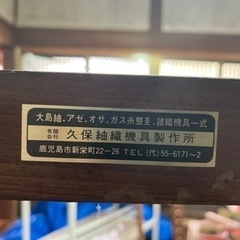 大島紬.アゼ.オサ.ガス糸整圣.諸織機具一式
有限会社 久保紬織機具製作所
鹿児島市新栄町22-26 TEL(代)55-6171~2